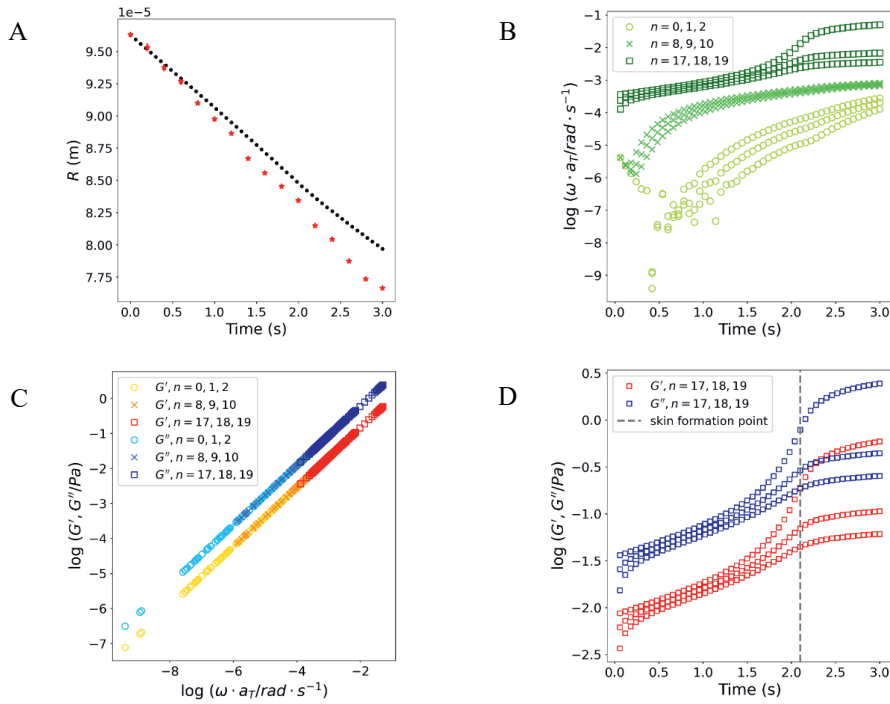 A
1e−5
9.50
9.25
9.00
8.75
8.50
8.25
8.00
7.75
R (m)
0.0 0.5 1.0 1.5 2.0 2.5 3.0
Time (s)
B
−1
−2
−3
−4
−5
−6
−7
−8
−9
log (ω · a_T/rad · s⁻¹)
n = 0, 1, 2
n = 8, 9, 10
n = 17, 18, 19
0.0 0.5 1.0 1.5 2.0 2.5 3.0
Time (s)
C
0
−1
−2
−3
−4
−5
−6
−7
log (G′, G″/Pa)
G′, n = 0, 1, 2
G′, n = 8, 9, 10
G′, n = 17, 18, 19
G″, n = 0, 1, 2
G″, n = 8, 9, 10
G″, n = 17, 18, 19
−8 −6 −4 −2
log (ω · a_T/rad · s⁻¹)
D
0.5
0.0
−0.5
−1.0
−1.5
−2.0
−2.5
log (G′, G″/Pa)
G′, n = 17, 18, 19
G″, n = 17, 18, 19
skin formation point
0.0 0.5 1.0 1.5 2.0 2.5 3.0
Time (s)